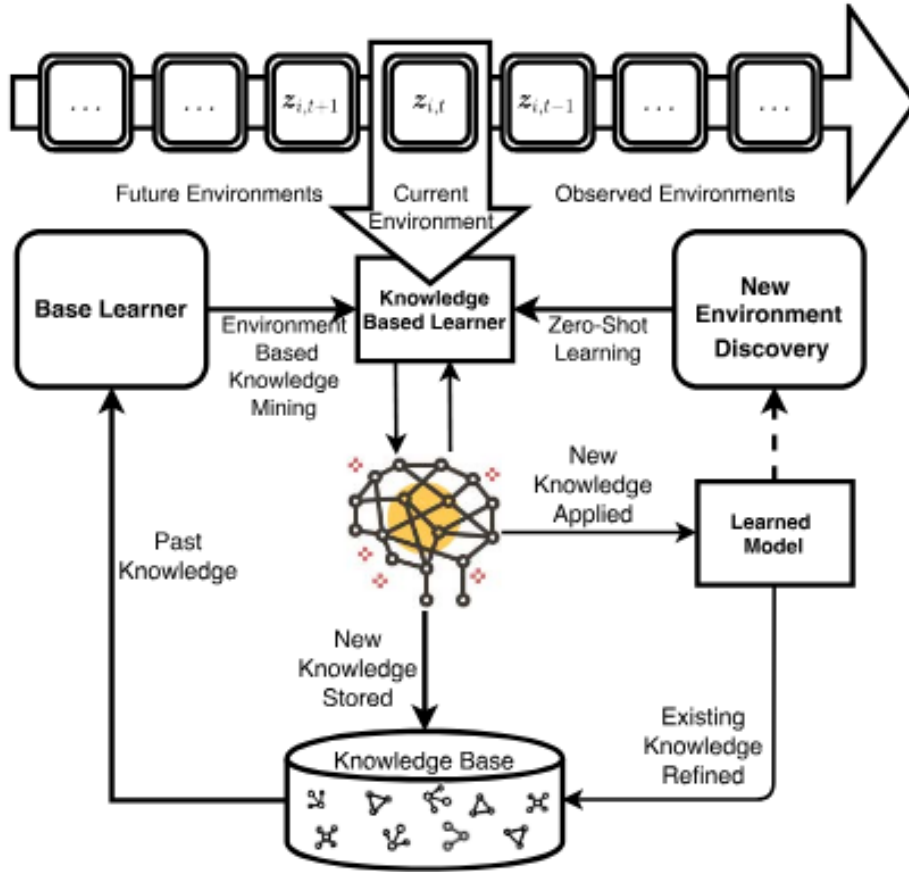 ... ... z_{i,t+1} z_{i,t} z_{i,t-1} ... ...
Future Environments
Current
Environment
Observed Environments
Base Learner
Environment
Based
Knowledge
Mining
Knowledge
Based Learner
Zero-Shot
Learning
New
Environment
Discovery
Past
Knowledge
New
Knowledge
Applied
Learned
Model
New
Knowledge
Stored
Existing
Knowledge
Refined
Knowledge Base